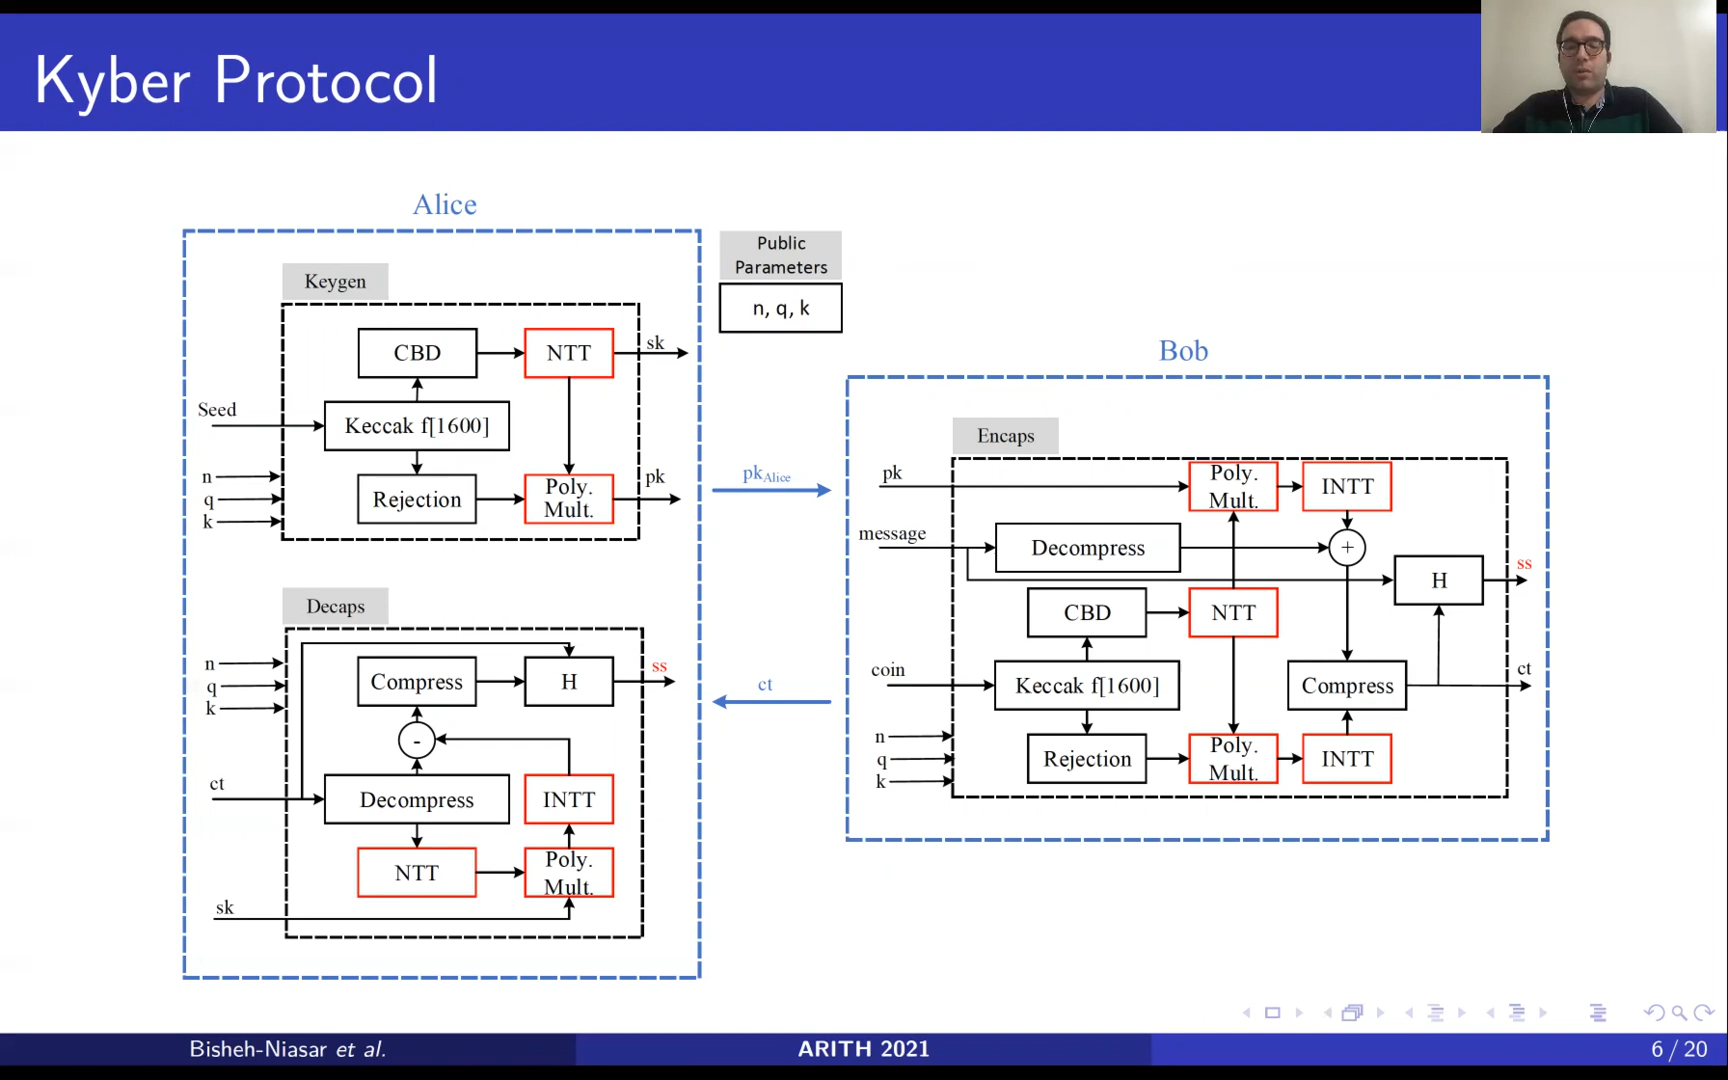 Kyber Protocol
Alice
Keygen
CBD
NTT
sk
Seed
Keccak f[1600]
n
q
k
Rejection
Poly.
Mult.
pk
Decaps
n
q
k
Compress
H
ss
-
ct
Decompress
INTT
NTT
Poly.
Mult.
sk
Public
Parameters
n, q, k
pkAlice
ct
Bob
Encaps
pk
Poly.
Mult.
INTT
message
Decompress
+
H
ss
CBD
NTT
coin
Keccak f[1600]
Compress
ct
n
q
k
Rejection
Poly.
Mult.
INTT
Bisheh-Niasar et al.
ARITH 2021
6 / 20